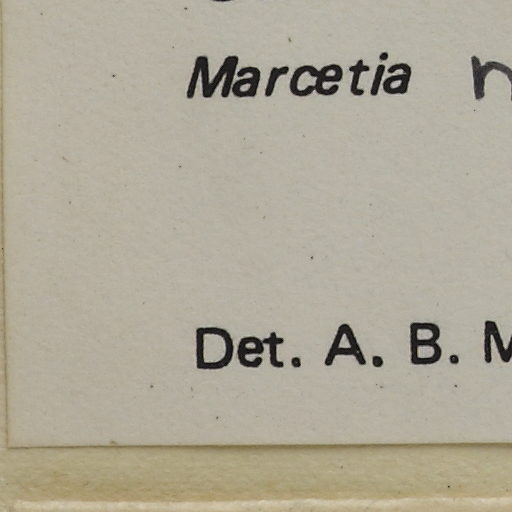 Marcetia
Det. A. B. M